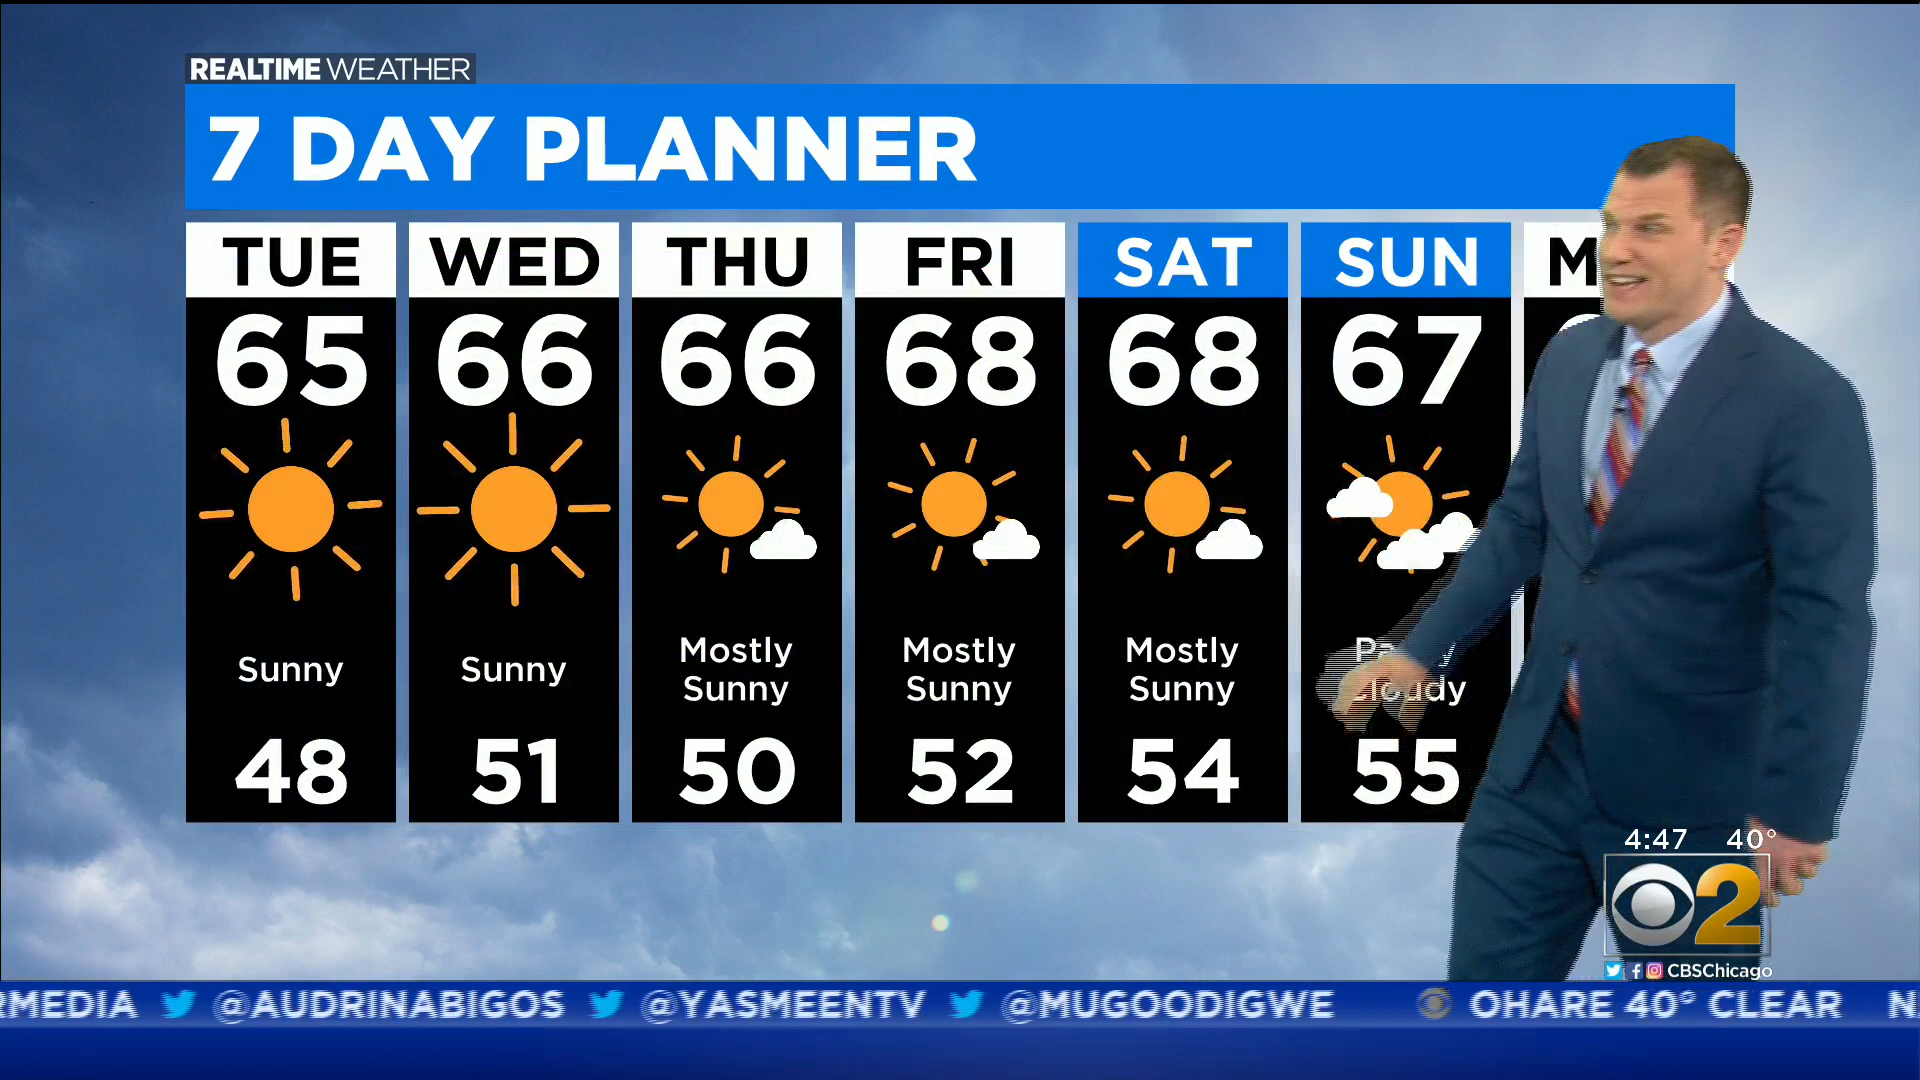 REALTIME WEATHER
7 DAY PLANNER
TUE WED THU FRI SAT SUN
65 66 66 68 68 67
Sunny Sunny Mostly Sunny Mostly Sunny Mostly Sunny
48 51 50 52 54 55
4:47 40°
2
CBSChicago
RMEDIA @AUDRINABIGOS @YASMEENTV @MUGOODIGWE OHARE 40° CLEAR